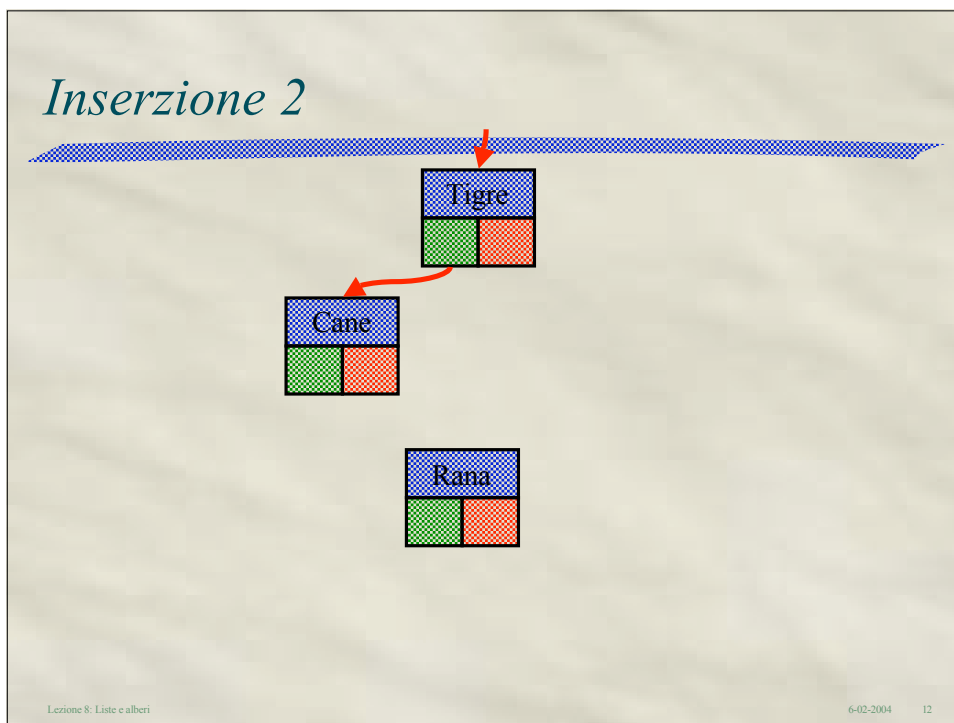 Inserzione 2
Tigre
Cane
Rana
Lezione 8: Liste e alberi
6-02-2004
12